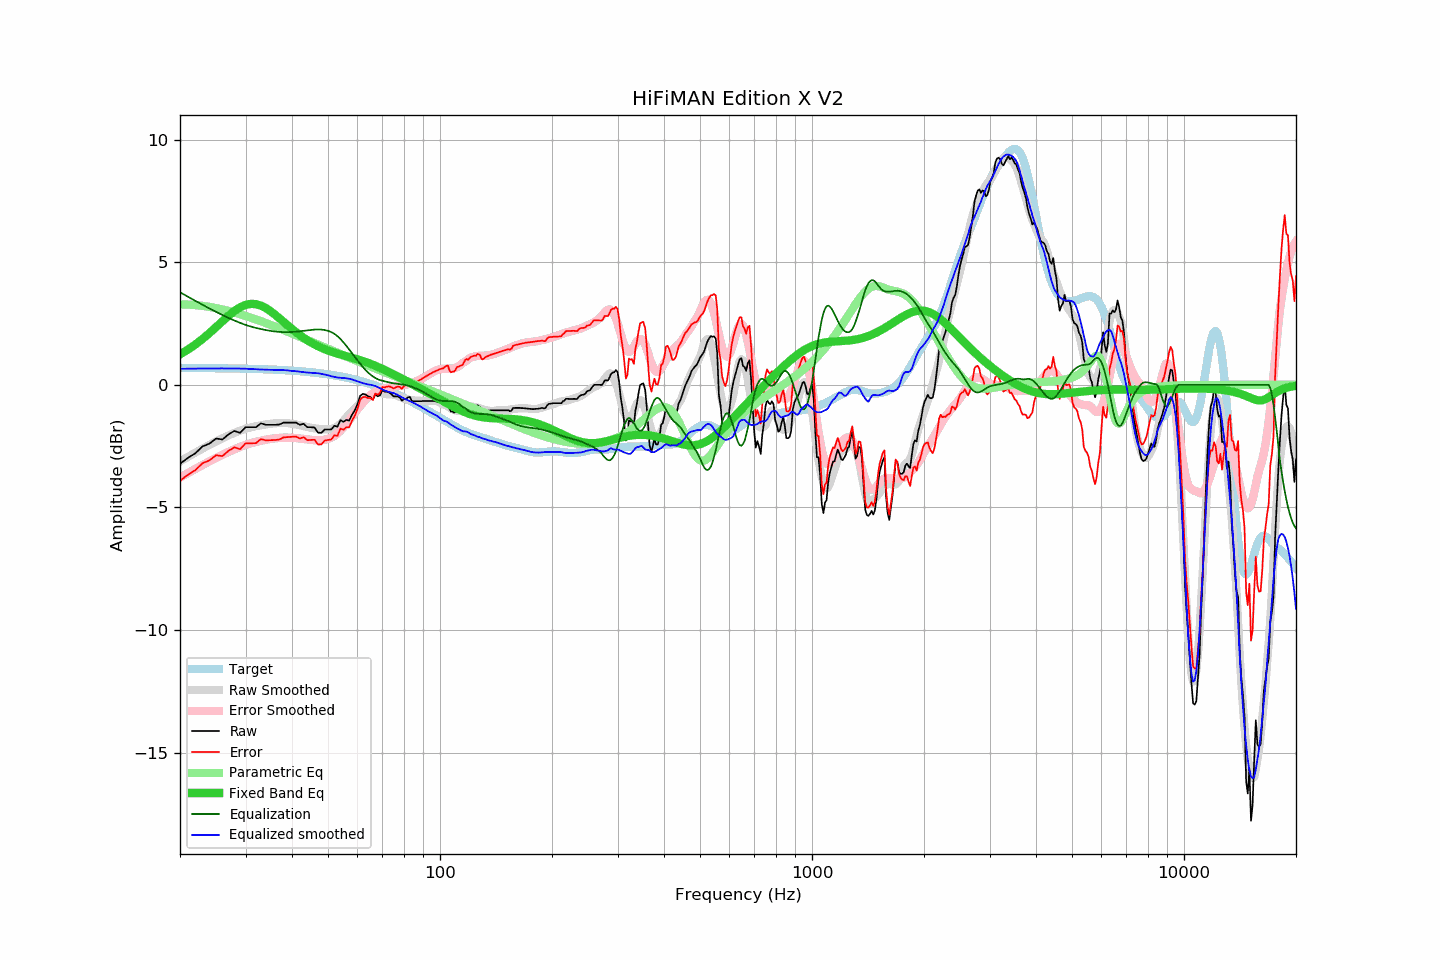 HiFiMAN Edition X V2
10
5
0
−5
−10
−15
Amplitude (dBr)
Target
Raw Smoothed
Error Smoothed
Raw
Error
Parametric Eq
Fixed Band Eq
Equalization
Equalized smoothed
100
1000
10000
Frequency (Hz)